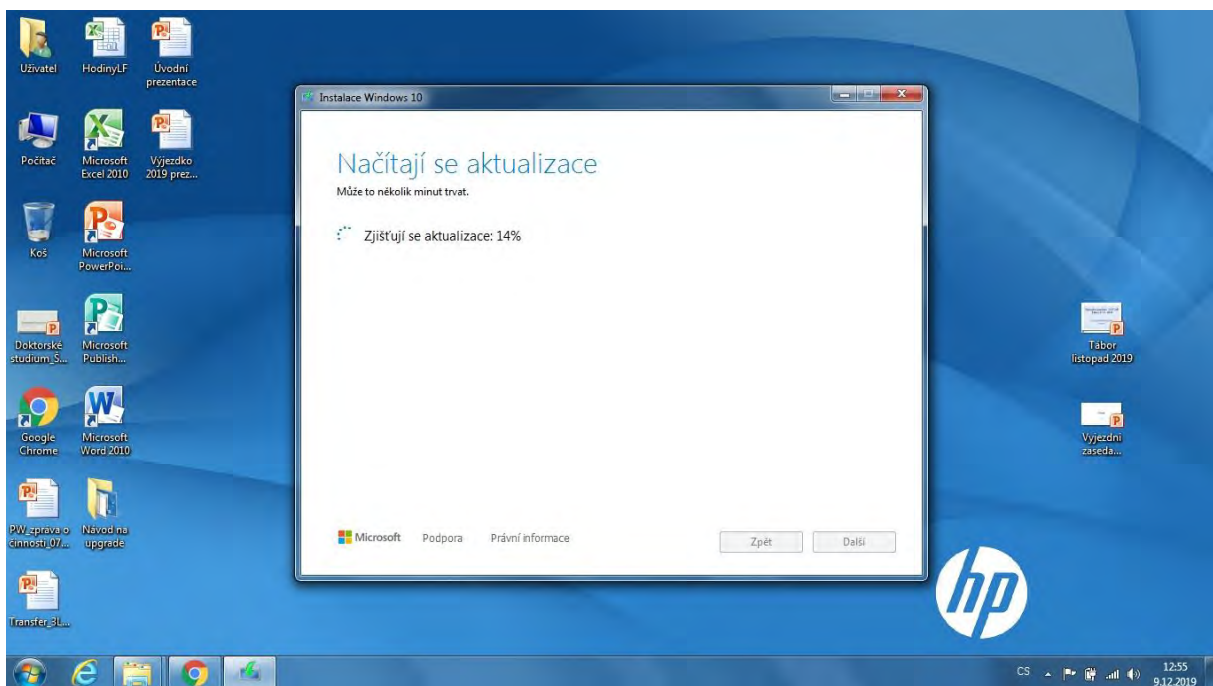 Uživatel
HodinyLF
Úvodní
prezentace
Počítač
Microsoft
Excel 2010
Výjezdko
2019 prez...
Koš
Microsoft
PowerPoi...
Doktorské
studium_Š...
Microsoft
Publish...
Google
Chrome
Microsoft
Word 2010
PW_zprava o
činnosti_07...
Návod na
upgrade
Transfer_3L...
Instalace Windows 10
Načítají se aktualizace
Může to několik minut trvat.
Zjišťují se aktualizace: 14%
Microsoft Podpora Právní informace
Zpět Další
Tábor
listopad 2019
Vyjezdni
zaseda...
hp
CS
12:55
9.12.2019